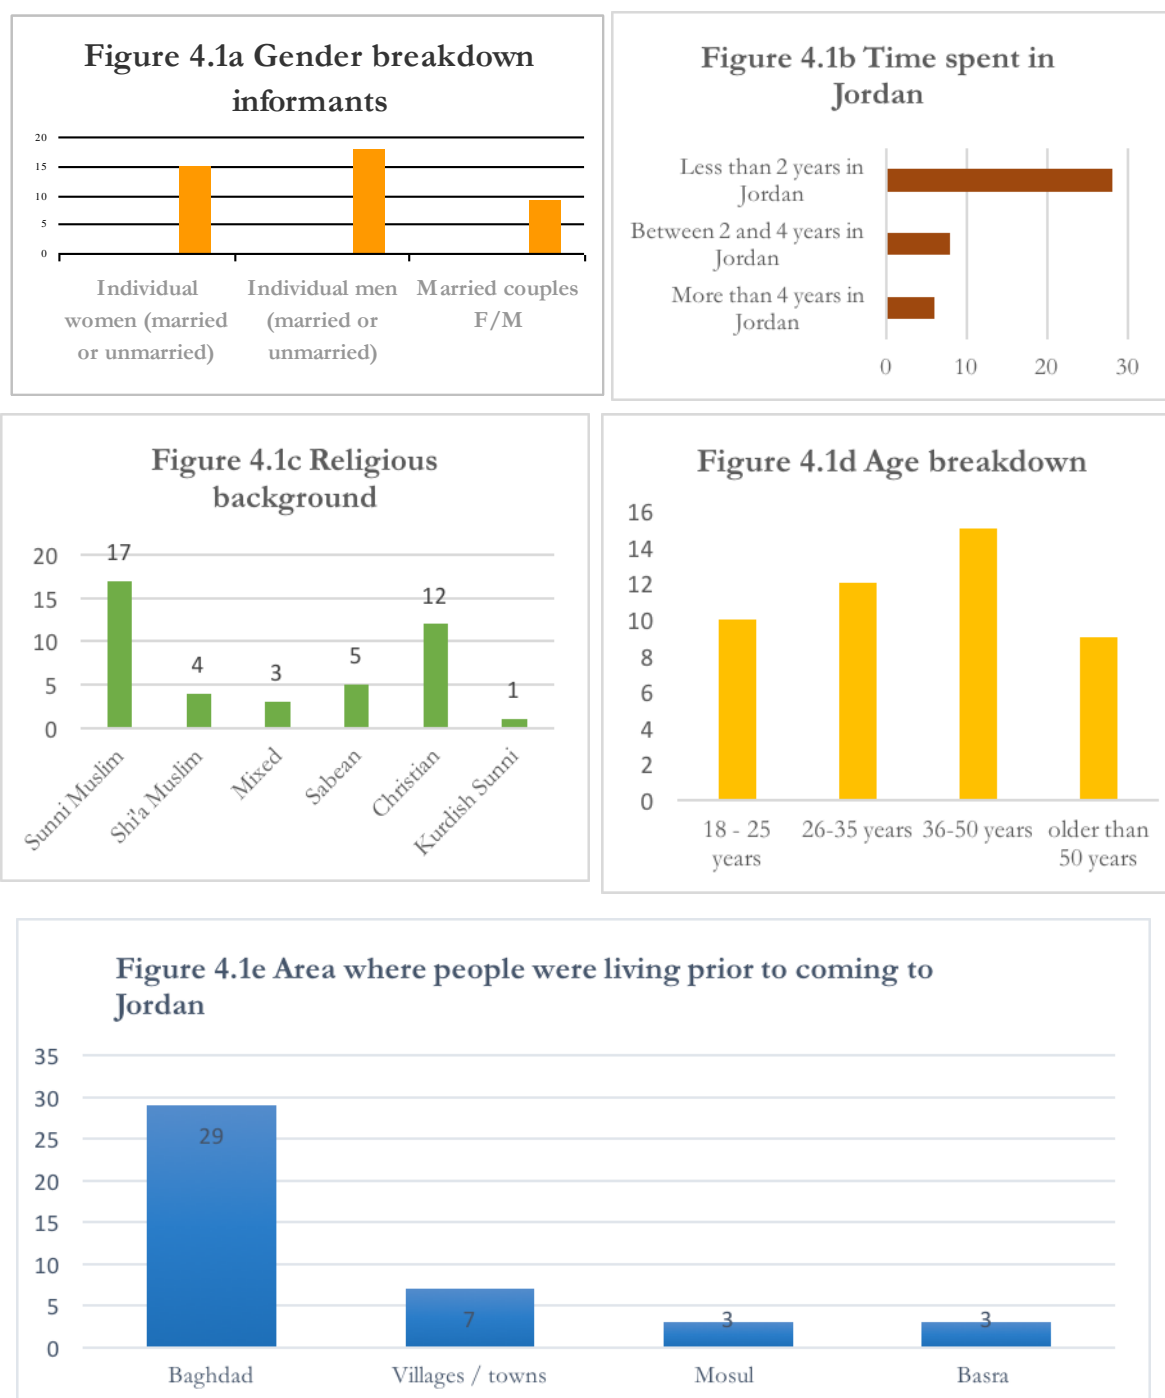 Figure 4.1a Gender breakdown
informants
20
15
10
5
0
Individual
women (married
or unmarried)
Individual men
(married or
unmarried)
Married couples
F/M
Figure 4.1b Time spent in
Jordan
Less than 2 years in
Jordan
Between 2 and 4 years in
Jordan
More than 4 years in
Jordan
0 10 20 30
Figure 4.1c Religious
background
20
15
10
5
0
17
4
3
5
12
1
Sunni Muslim
Shi'a Muslim
Mixed
Sabean
Christian
Kurdish Sunni
Figure 4.1d Age breakdown
16
14
12
10
8
6
4
2
0
18 - 25
years
26-35 years
36-50 years
older than
50 years
Figure 4.1e Area where people were living prior to coming to
Jordan
35
30
25
20
15
10
5
0
29
7
3
3
Baghdad
Villages / towns
Mosul
Basra